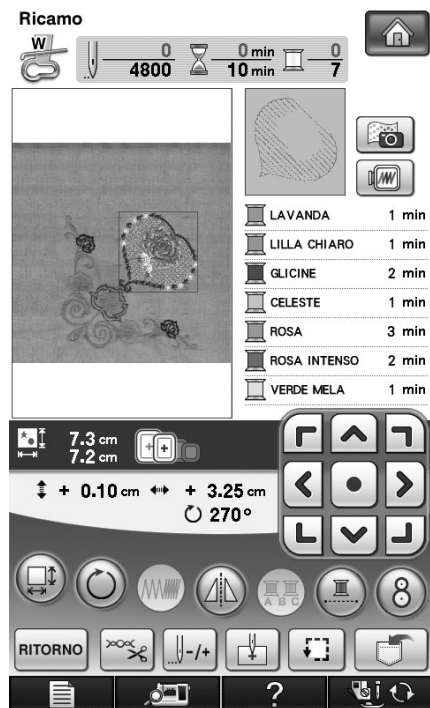 Ricamo
W
0 0 min 0
4800 10 min 7
LAVANDA 1 min
LILLA CHIARO 1 min
GLICINE 2 min
CELESTE 1 min
ROSA 3 min
ROSA INTENSO 2 min
VERDE MELA 1 min
7.3 cm
7.2 cm
+ 0.10 cm + 3.25 cm
270°
A B C
8
RITORNO
-/+
?